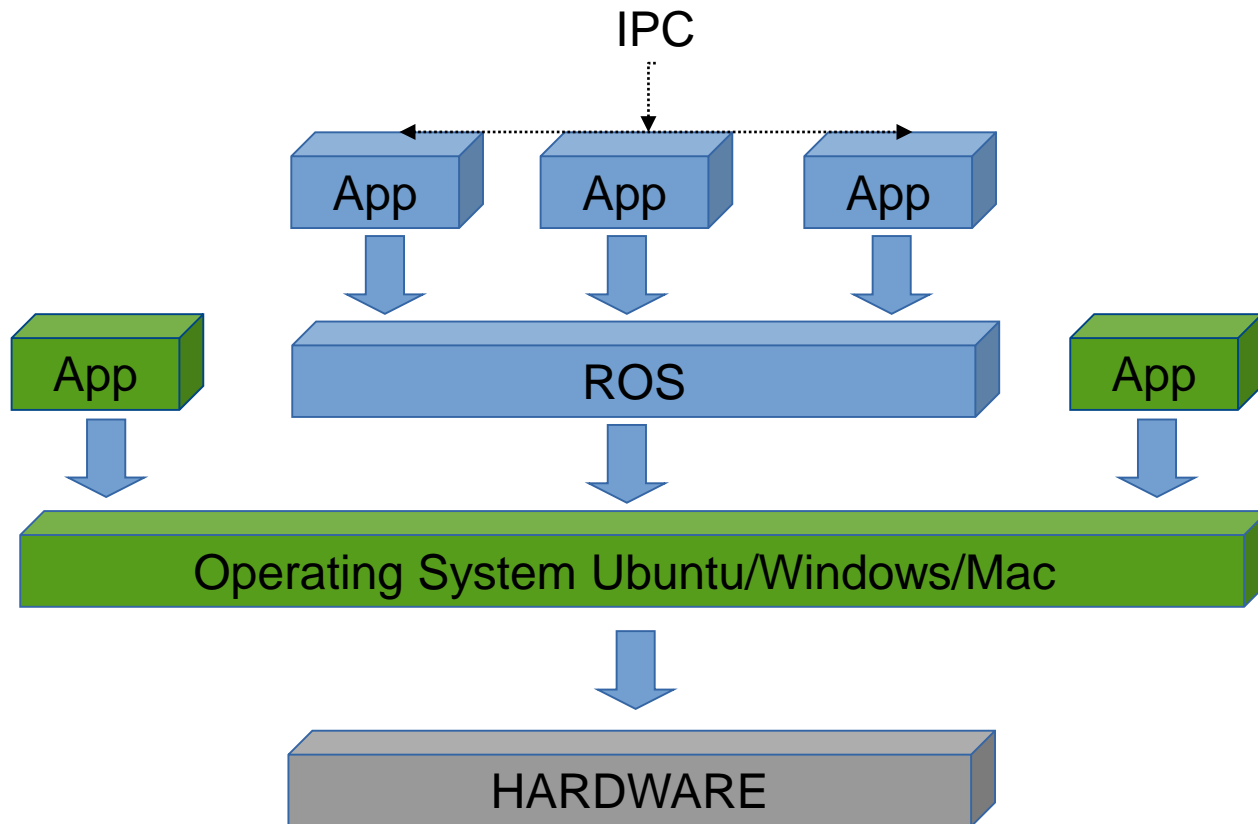 IPC
App
App
App
App
ROS
App
Operating System Ubuntu/Windows/Mac
HARDWARE